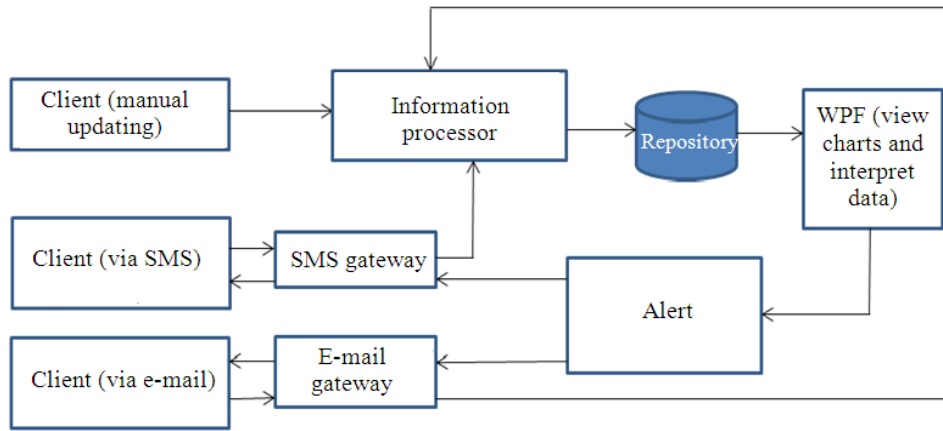 Client (manual
updating)
Information
processor
Repository
WPF (view
charts and
interpret
data)
Client (via SMS)
SMS gateway
Alert
Client (via e-mail)
E-mail
gateway